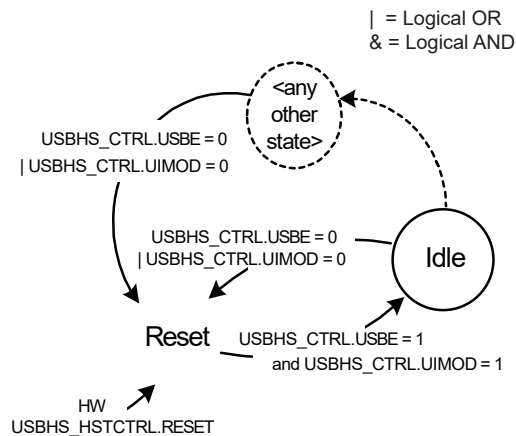 | = Logical OR
& = Logical AND
<any
other
state>
USBHS_CTRL.USBE = 0
| USBHS_CTRL.UIMOD = 0
USBHS_CTRL.USBE = 0
| USBHS_CTRL.UIMOD = 0
Idle
Reset
USBHS_CTRL.USBE = 1
and USBHS_CTRL.UIMOD = 1
HW
USBHS_HSTCTRL.RESET